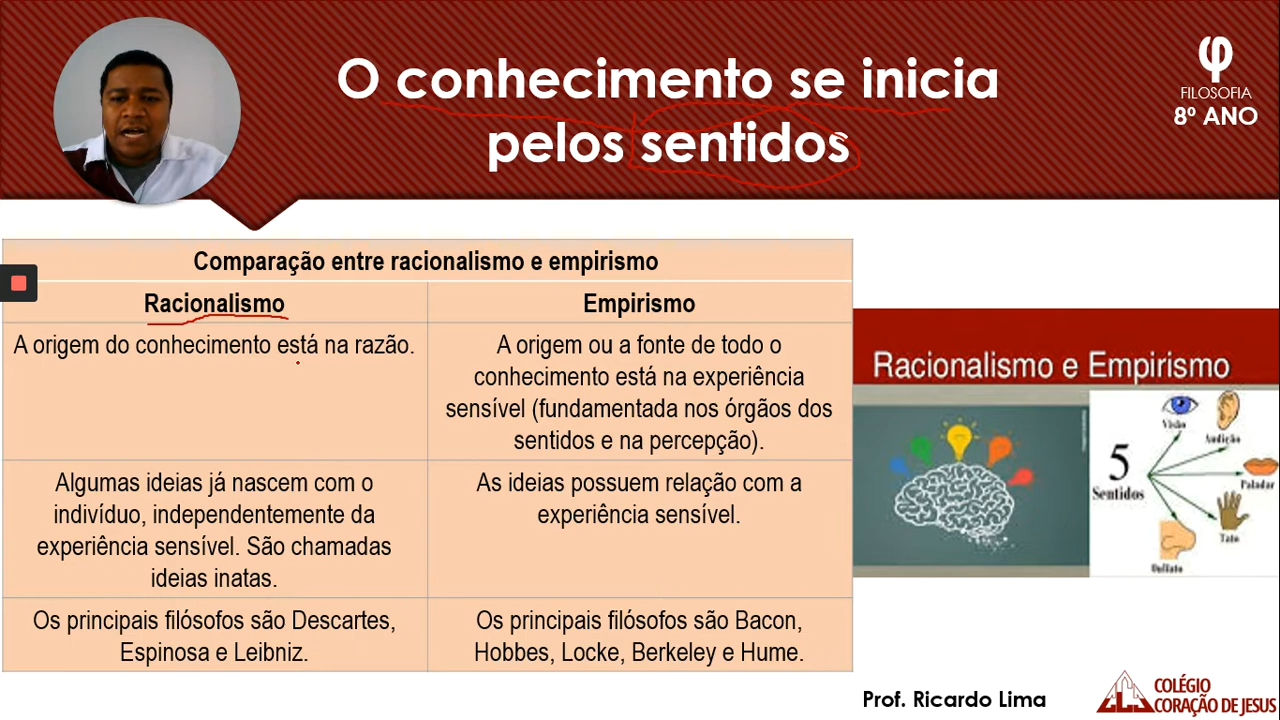 O conhecimento se inicia
pelos sentidos
φ
FILOSOFIA
8º ANO
Comparação entre racionalismo e empirismo
Racionalismo
Empirismo
A origem do conhecimento está na razão.
A origem ou a fonte de todo o
conhecimento está na experiência
sensível (fundamentada nos órgãos dos
sentidos e na percepção).
Algumas ideias já nascem com o
indivíduo, independentemente da
experiência sensível. São chamadas
ideias inatas.
As ideias possuem relação com a
experiência sensível.
Os principais filósofos são Descartes,
Espinosa e Leibniz.
Os principais filósofos são Bacon,
Hobbes, Locke, Berkeley e Hume.
Racionalismo e Empirismo
5
Sentidos
Visão
Audição
Paladar
Tato
Olfato
Prof. Ricardo Lima
COLÉGIO
CORAÇÃO DE JESUS